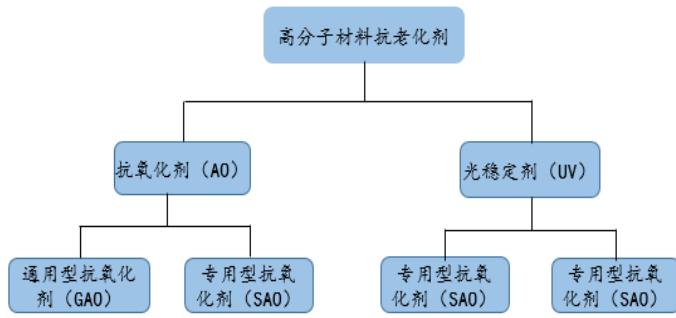 高分子材料抗老化剂
抗氧化剂（AO）
光稳定剂（UV）
通用型抗氧化
剂（GAO）
专用型抗氧
化剂（SAO）
专用型抗氧
化剂（SAO）
专用型抗氧
化剂（SAO）